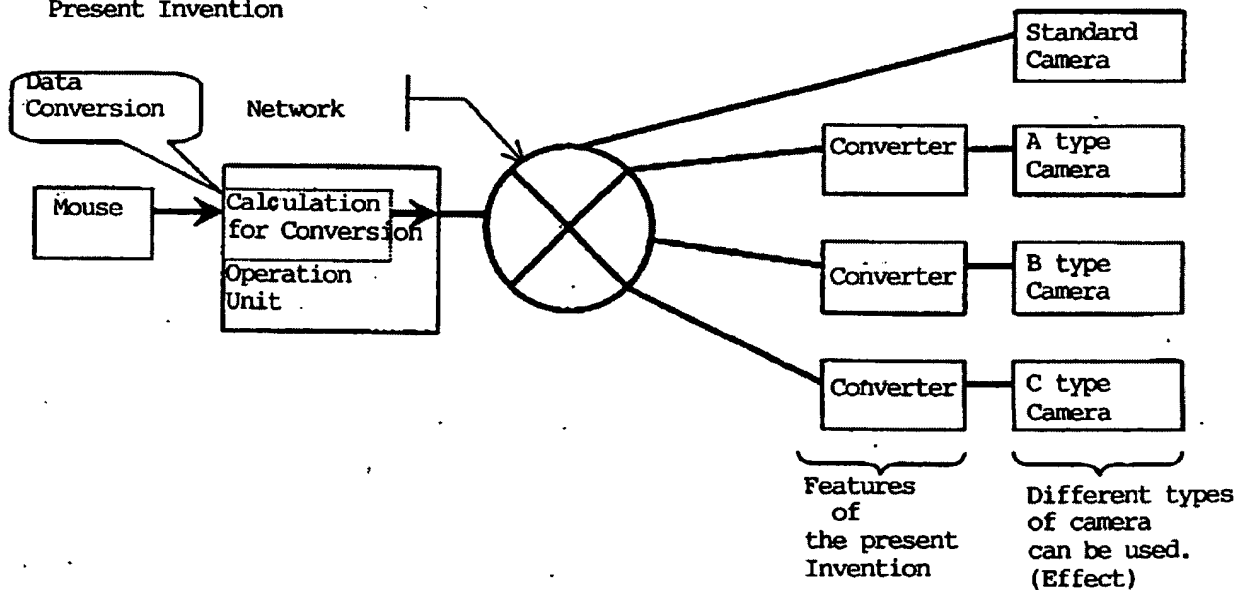 Present Invention
Data
Conversion
Network
Mouse
Calculation
for Conversion
Operation
Unit
Standard
Camera
Converter
A type
Camera
Converter
B type
Camera
Converter
C type
Camera
Features
of
the present
Invention
Different types
of camera
can be used.
(Effect)